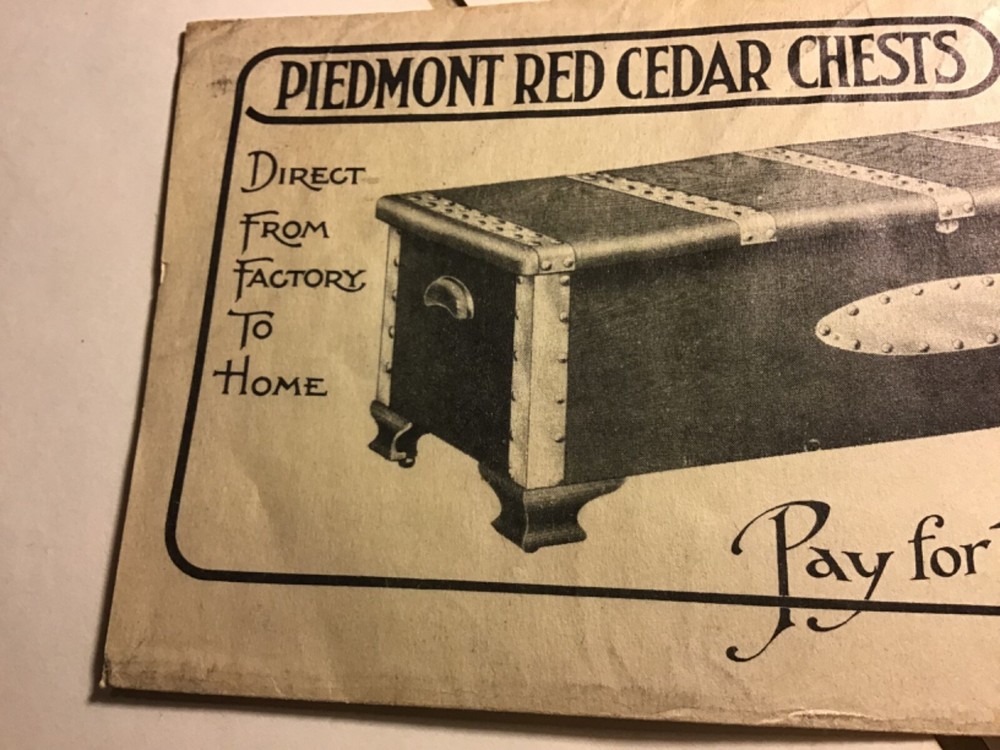 PIEDMONT RED CEDAR CHESTS
DIRECT
FROM
FACTORY
TO
HOME
Pay for